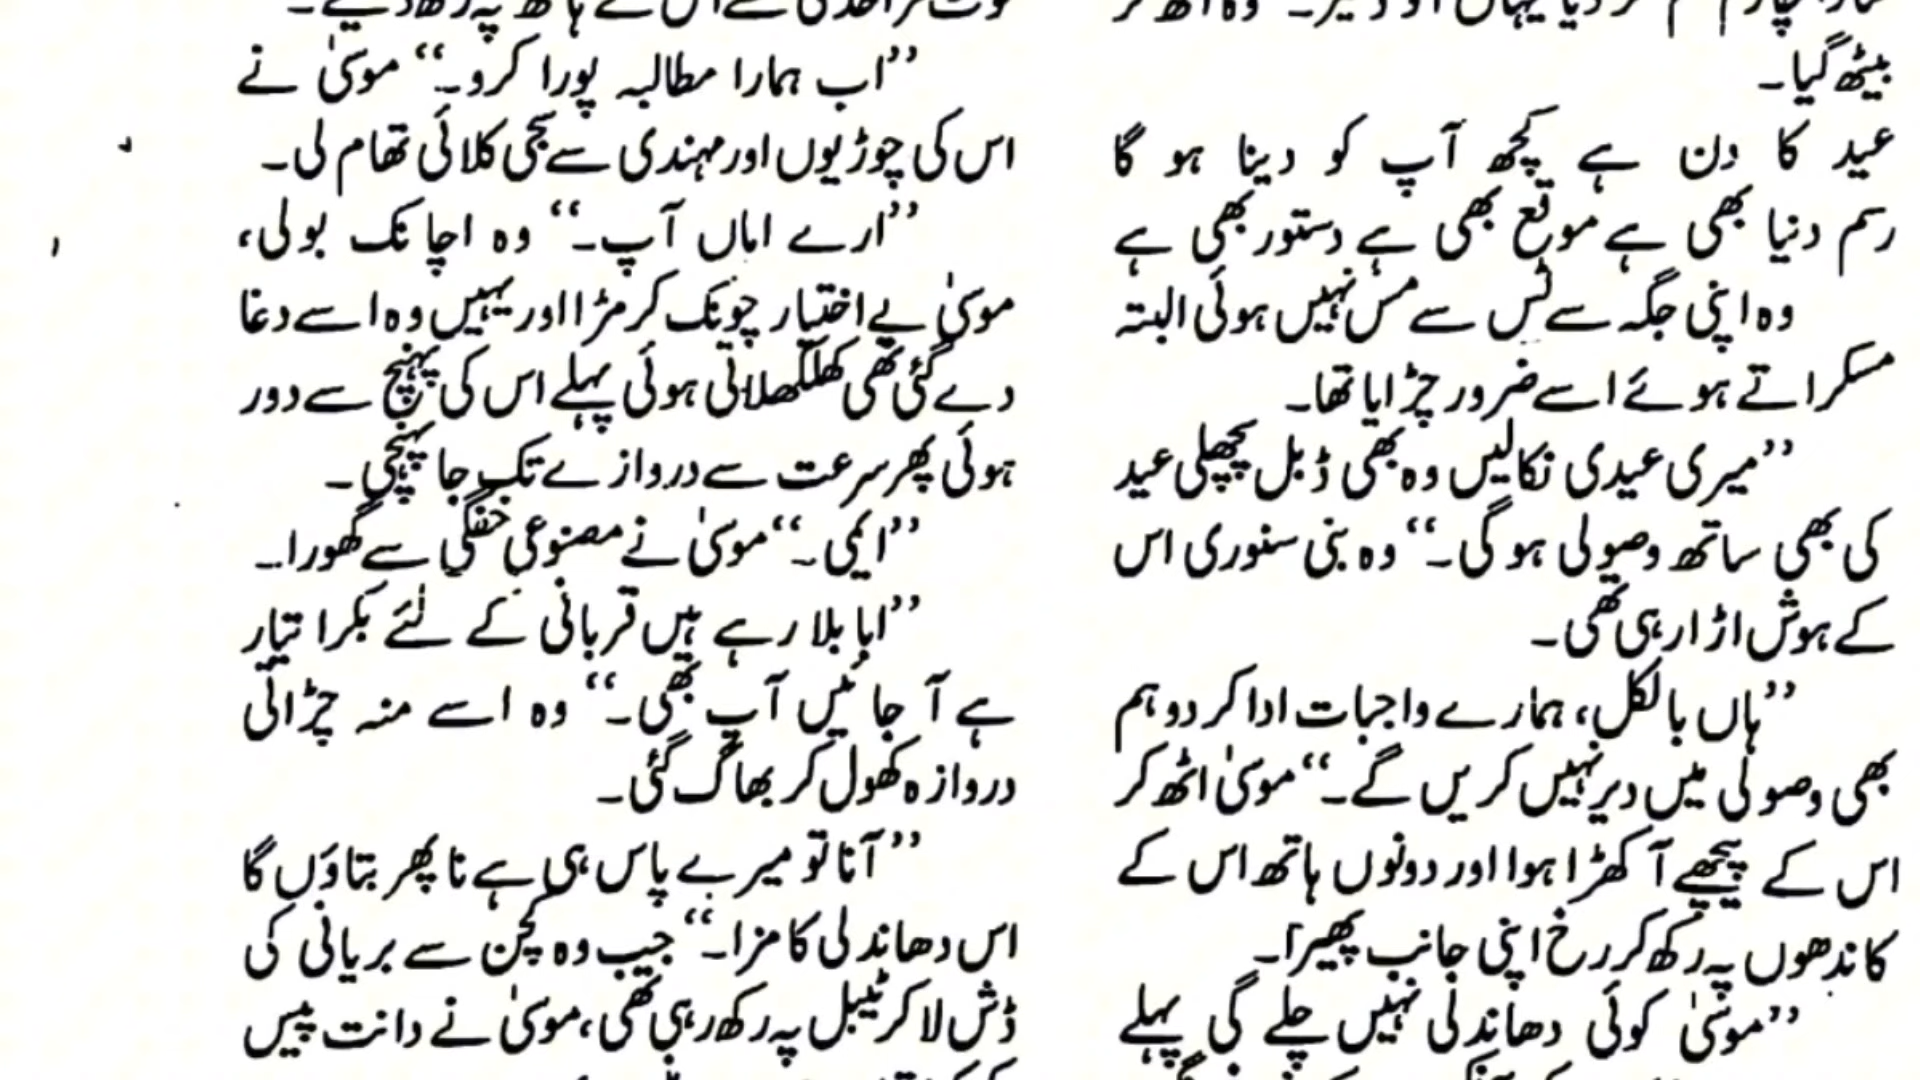 بیٹھ گیا۔
عید کا دن ہے کچھ آپ کو دینا ہو گا
رسم دنیا بھی ہے موقع بھی ہے دستور بھی ہے
وہ اپنی جگہ سے ٹس سے مس نہیں ہوئی البتہ
مسکراتے ہوئے اسے ضرور چڑایا تھا۔
’’میری عیدی نکالیں وہ بھی ڈبل پچھلی عید
کی بھی ساتھ وصولی ہو گی۔‘‘ وہ بنی سنوری اس
کے ہوش اڑا رہی تھی۔
’’ہاں بالکل، ہمارے واجبات ادا کر دو ہم
بھی وصولی میں دیر نہیں کریں گے۔‘‘ موسیٰ اٹھ کر
اس کے پیچھے آ کھڑا ہوا اور دونوں ہاتھ اس کے
کاندھوں پہ رکھ کر رخ اپنی جانب پھیرا۔
’’موسیٰ کوئی دھاندلی نہیں چلے گی پہلے
’’اب ہمارا مطالبہ پورا کرو۔‘‘ موسیٰ نے
اس کی چوڑیوں اور مہندی سے سجی کلائی تھام لی۔
’’ارے اماں آپ۔‘‘ وہ اچانک بولی،
موسیٰ بے اختیار چونک کر مڑا اور یہیں وہ اسے دغا
دے گئی تھی کھلکھلاتی ہوئی پہلے اس کی پہنچ سے دور
ہوئی پھر سرعت سے دروازے تک جا پہنچی۔
’’ایمی۔‘‘ موسیٰ نے مصنوعی خفگی سے گھورا۔
’’ابا بلا رہے ہیں قربانی کے لئے بکرا تیار
ہے آ جائیں آپ بھی۔‘‘ وہ اسے منہ چڑاتی
دروازہ کھول کر بھاگ گئی۔
’’آنا تو میرے پاس ہی ہے نا پھر بتاؤں گا
اس دھاندلی کا مزا۔‘‘ جیب وہ کچن سے بریانی کی
ڈش لا کر ٹیبل پہ رکھ رہی تھی، موسیٰ نے دانت پیس